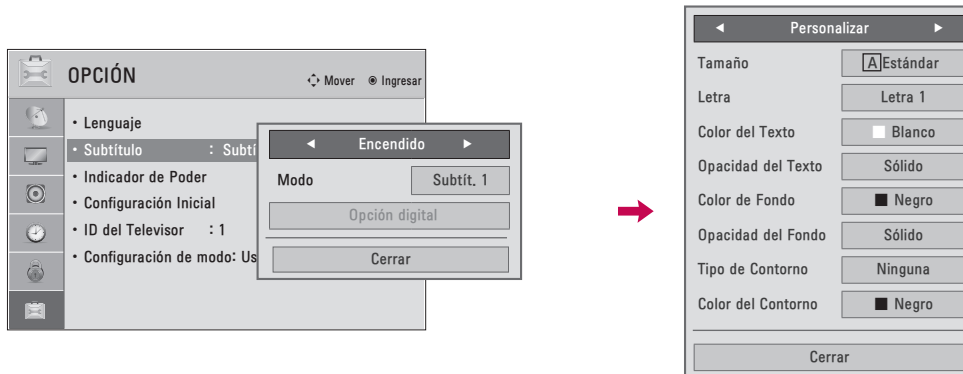 OPCIÓN
Mover Ingresar
• Lenguaje
• Subtítulo : Subtí
• Indicador de Poder
• Configuración Inicial
• ID del Televisor : 1
• Configuración de modo: Us
◄ Encendido ►
Modo Subtít. 1
Opción digital
Cerrar
◄ Personalizar ►
Tamaño A Estándar
Letra Letra 1
Color del Texto Blanco
Opacidad del Texto Sólido
Color de Fondo Negro
Opacidad del Fondo Sólido
Tipo de Contorno Ninguna
Color del Contorno Negro
Cerrar